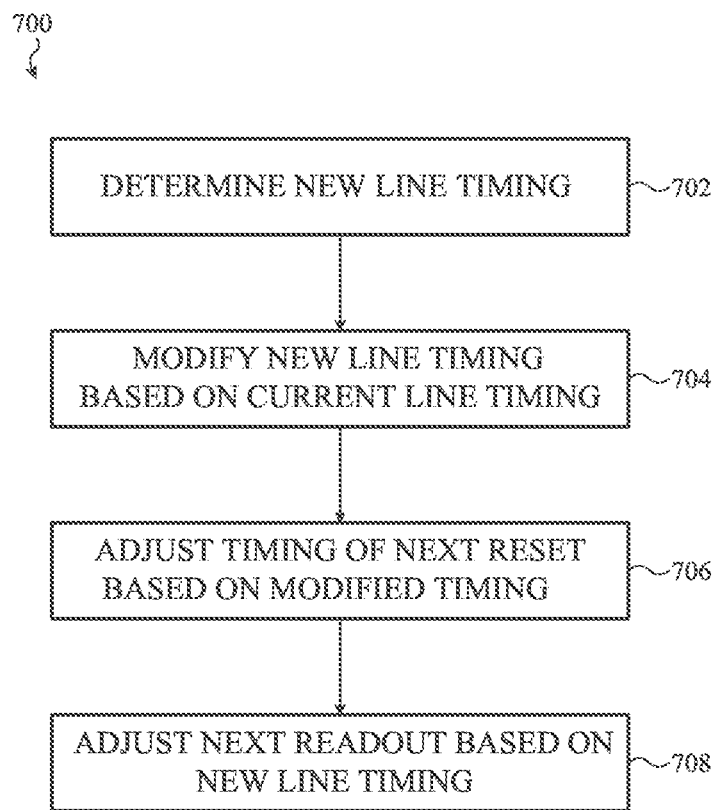 700
DETERMINE NEW LINE TIMING
702
MODIFY NEW LINE TIMING
BASED ON CURRENT LINE TIMING
704
ADJUST TIMING OF NEXT RESET
BASED ON MODIFIED TIMING
706
ADJUST NEXT READOUT BASED ON
NEW LINE TIMING
708